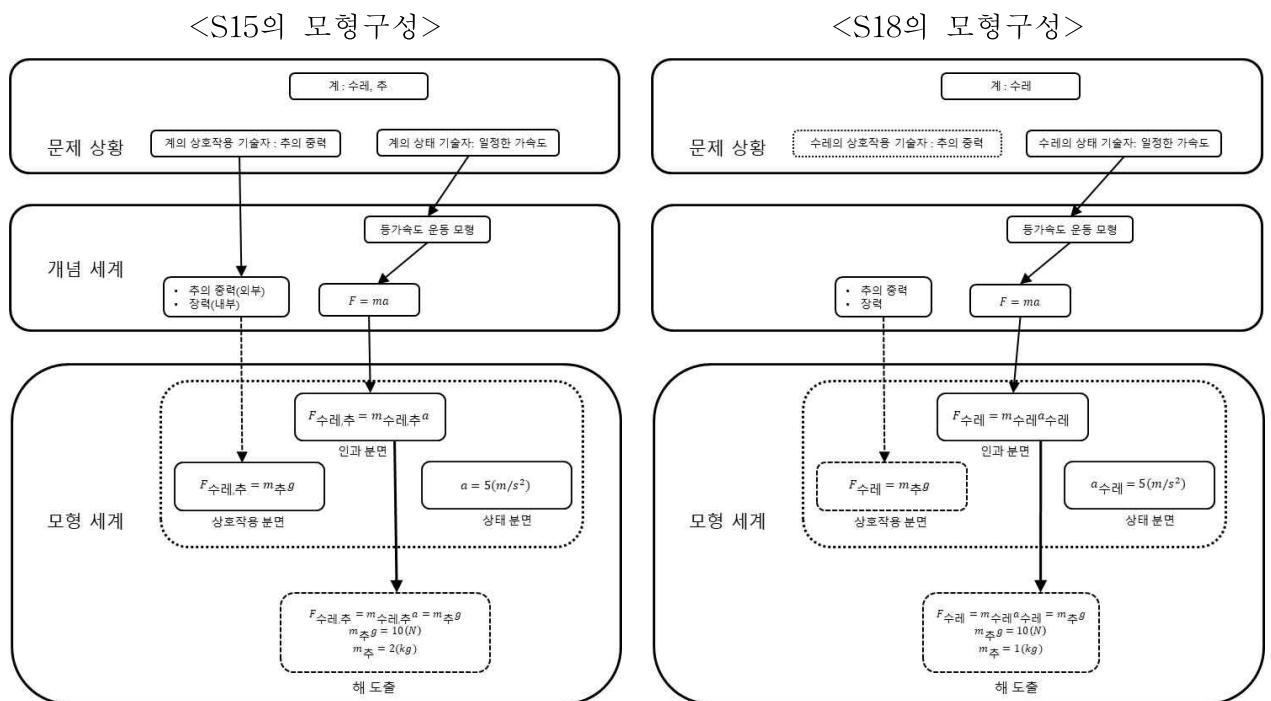 <S15의 모형구성>
계 : 수레, 추
문제 상황
계의 상호작용 기술자 : 추의 중력
계의 상태 기술자: 일정한 가속도
등가속도 운동 모형
개념 세계
• 추의 중력(외부)
• 장력(내부)
F = ma
F수레,추 = m수레,추a
인과 분면
F수레,추 = m추g
상호작용 분면
a = 5(m/s²)
상태 분면
모형 세계
F수레,추 = m수레,추a = m추g
m추g = 10(N)
m추 = 2(kg)
해 도출
<S18의 모형구성>
계 : 수레
문제 상황
수레의 상호작용 기술자 : 추의 중력
수레의 상태 기술자: 일정한 가속도
등가속도 운동 모형
개념 세계
• 추의 중력
• 장력
F = ma
F수레 = m수레a수레
인과 분면
F수레 = m추g
상호작용 분면
a수레 = 5(m/s²)
상태 분면
모형 세계
F수레 = m수레a수레 = m추g
m추g = 10(N)
m추 = 1(kg)
해 도출